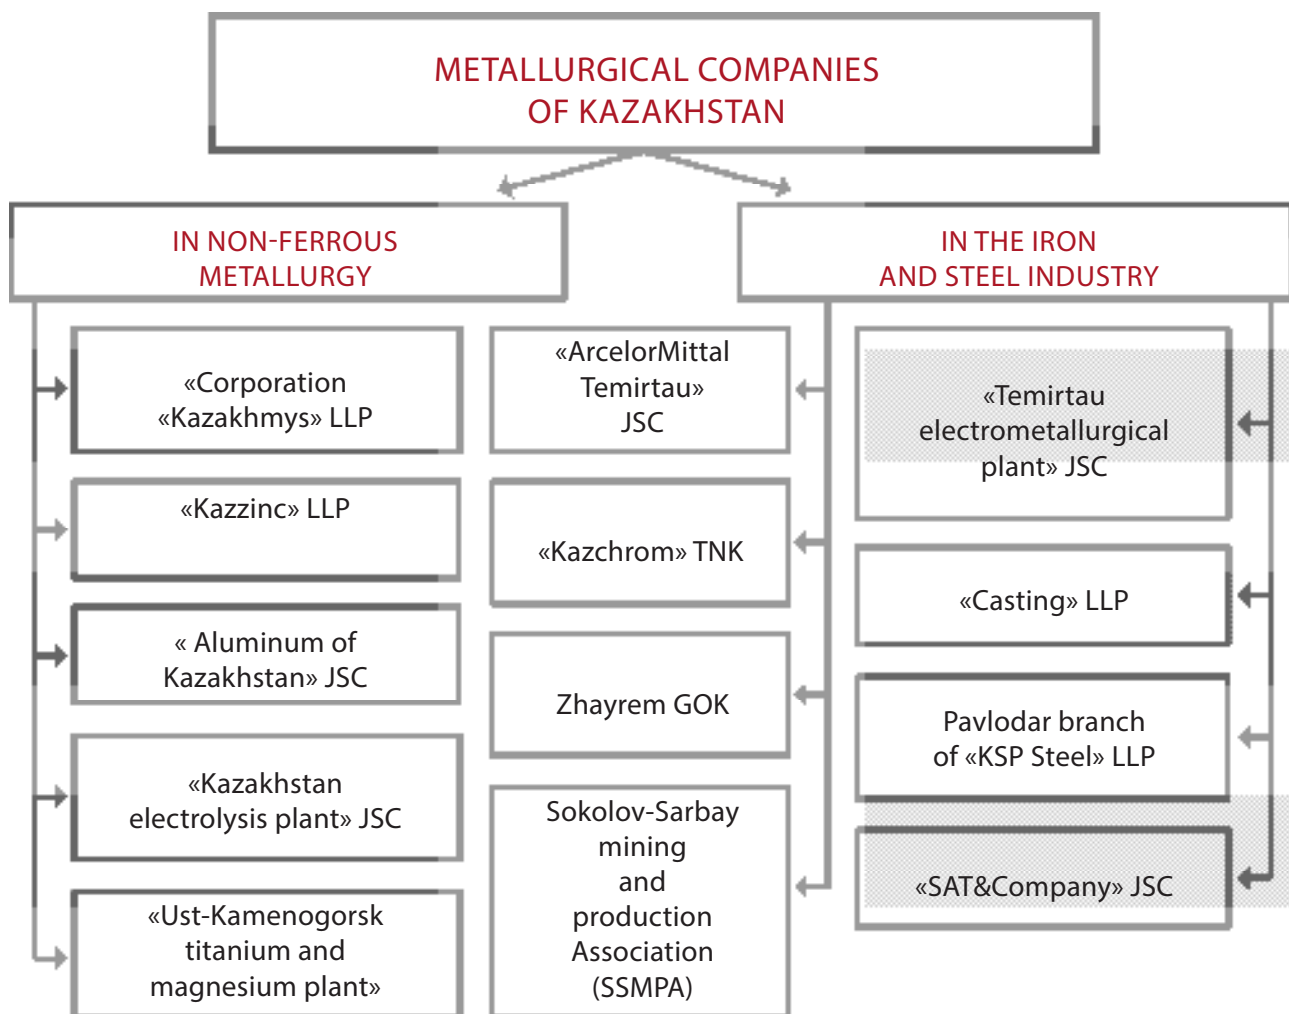 METALLURGICAL COMPANIES
OF KAZAKHSTAN
IN NON-FERROUS
METALLURGY
«Corporation
«Kazakhmys» LLP
«Kazzinc» LLP
« Aluminum of
Kazakhstan» JSC
«Kazakhstan
electrolysis plant» JSC
«Ust-Kamenogorsk
titanium and
magnesium plant»
IN THE IRON
AND STEEL INDUSTRY
«ArcelorMittal
Temirtau»
JSC
«Kazchrom» TNK
Zhayrem GOK
Sokolov-Sarbay
mining
and
production
Association
(SSMPA)
«Temirtau
electrometallurgical
plant» JSC
«Casting» LLP
Pavlodar branch
of «KSP Steel» LLP
«SAT&Company» JSC